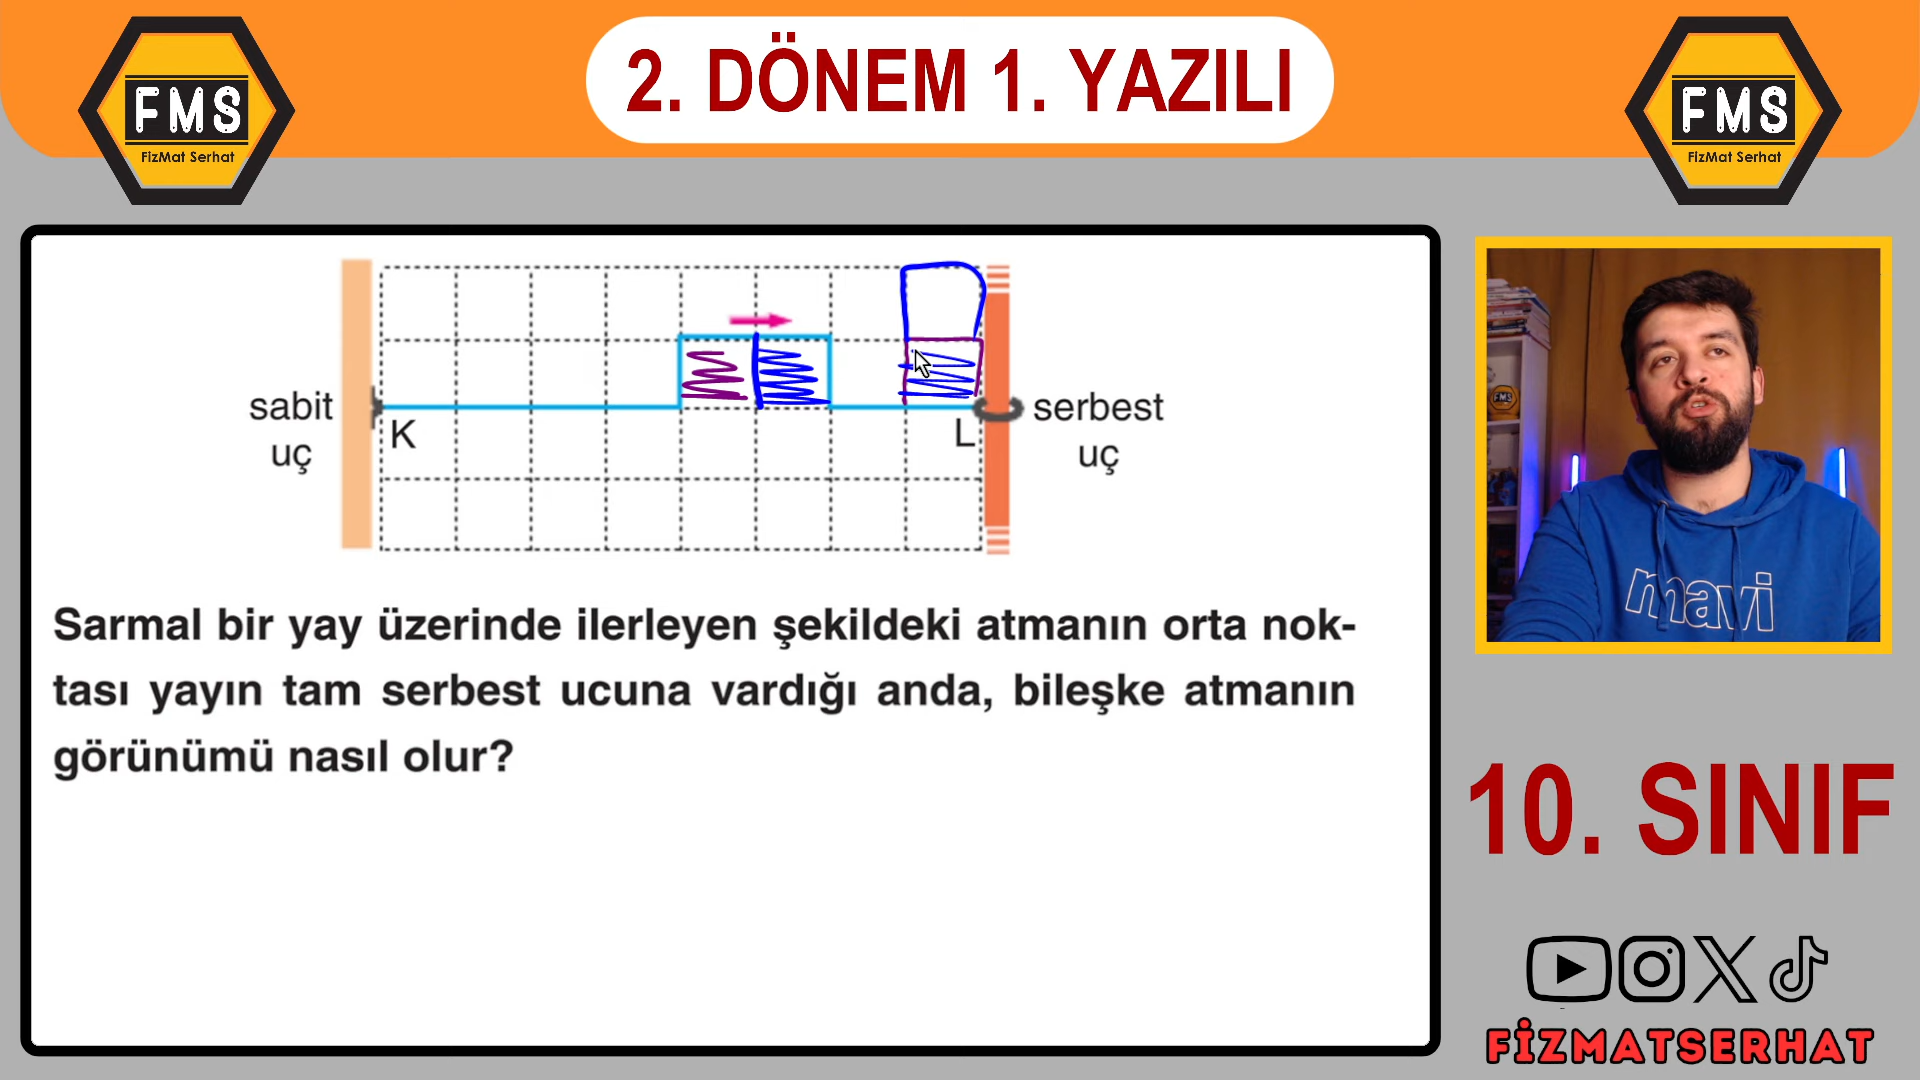 2. DÖNEM 1. YAZILI
FMS
FizMat Serhat
FMS
FizMat Serhat
sabit
uç
K
L
serbest
uç
Sarmal bir yay üzerinde ilerleyen şekildeki atmanın orta nok-
tası yayın tam serbest ucuna vardığı anda, bileşke atmanın
görünümü nasıl olur?
FMS
mavi
10. SINIF
FİZMATSERHAT